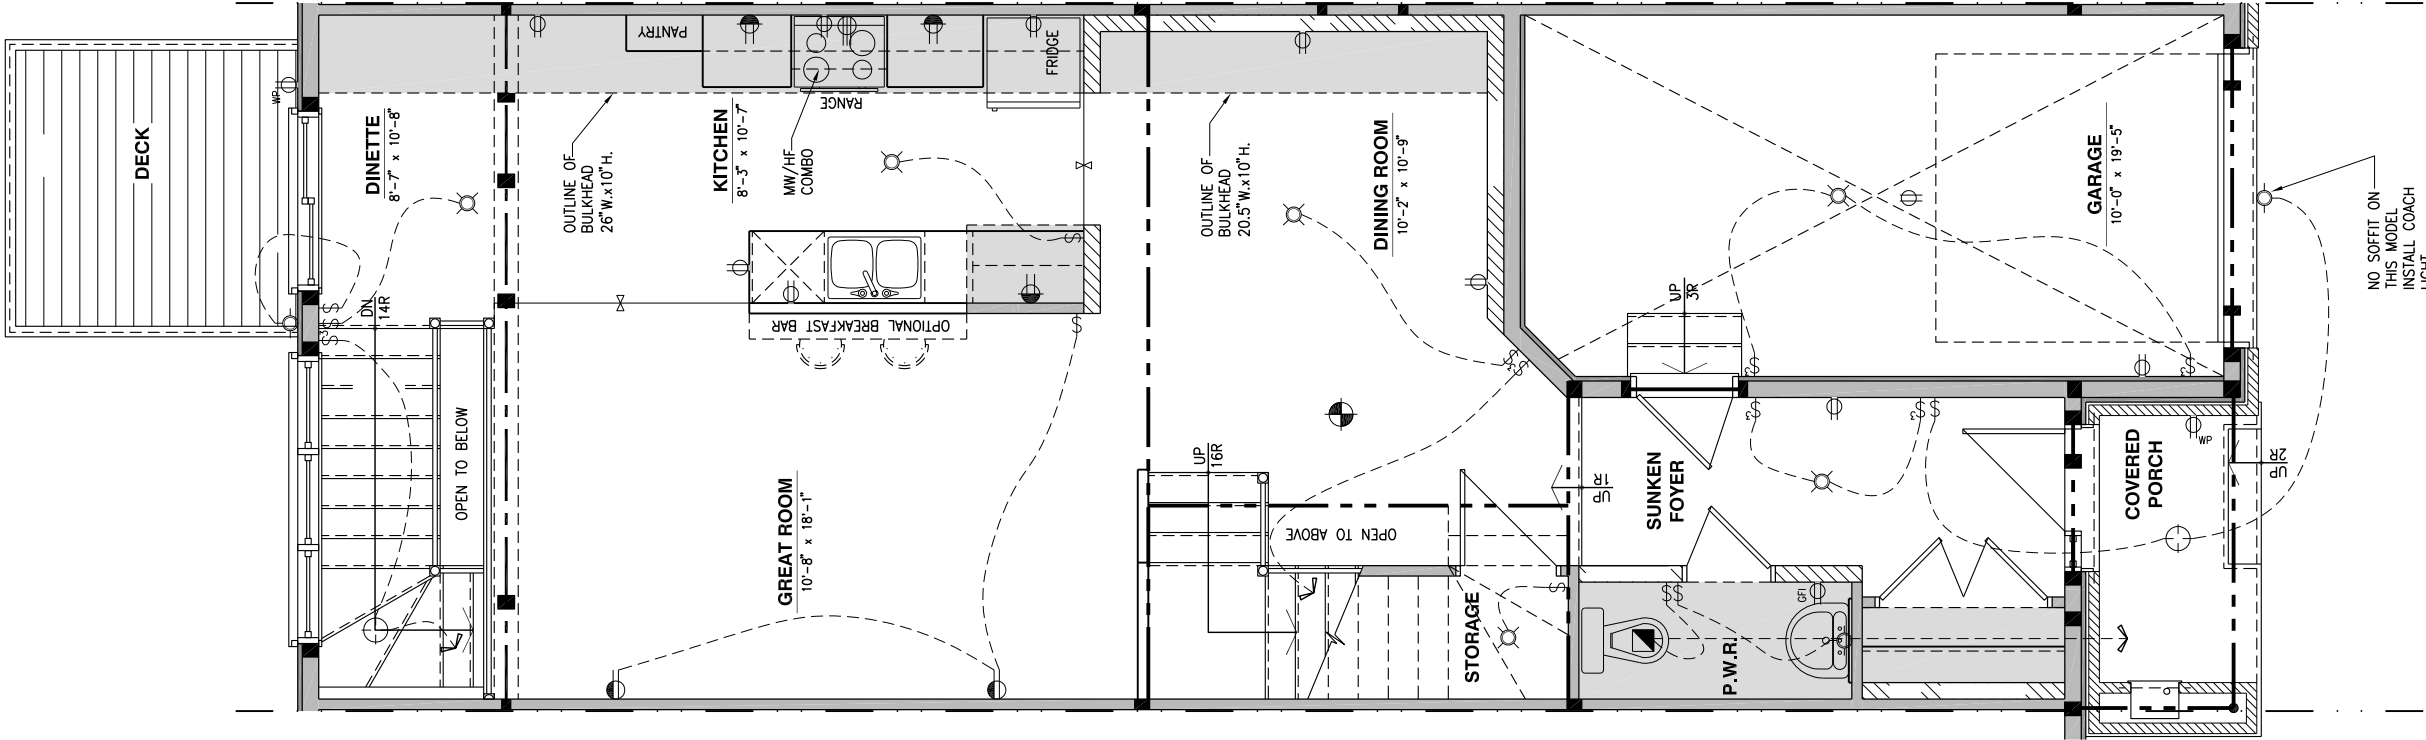 DECK
WP
DINETTE
8'-7" x 10'-8"
DN
14R
OPEN TO BELOW
PANTRY
OUTLINE OF
BULKHEAD
26"W.x10"H.
KITCHEN
8'-3" x 10'-7"
MW/HF
COMBO
RANGE
FRIDGE
OPTIONAL BREAKFAST BAR
GREAT ROOM
10'-8" x 18'-1"
OUTLINE OF
BULKHEAD
20.5"W.x10"H.
DINING ROOM
10'-2" x 10'-9"
UP
16R
OPEN TO ABOVE
STORAGE
UP
1R
SUNKEN
FOYER
P.W.R.
GFI
UP
3R
GARAGE
10'-0" x 19'-5"
COVERED
PORCH
WP
UP
2R
NO SOFFIT ON
THIS MODEL
INSTALL COACH